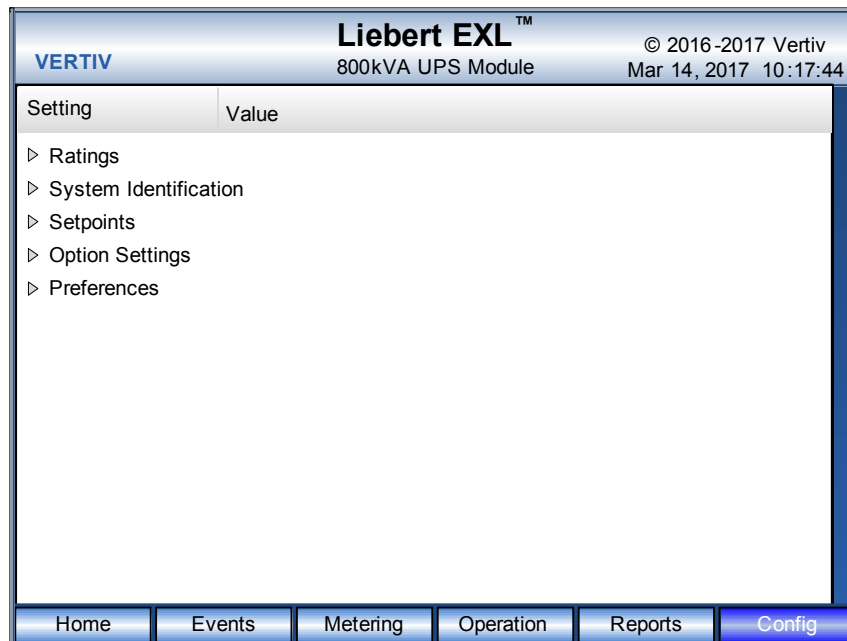 Liebert EXL™
VERTIV
800kVA UPS Module
© 2016-2017 Vertiv
Mar 14, 2017 10:17:44
Setting Value
Ratings
System Identification
Setpoints
Option Settings
Preferences
Home Events Metering Operation Reports Config